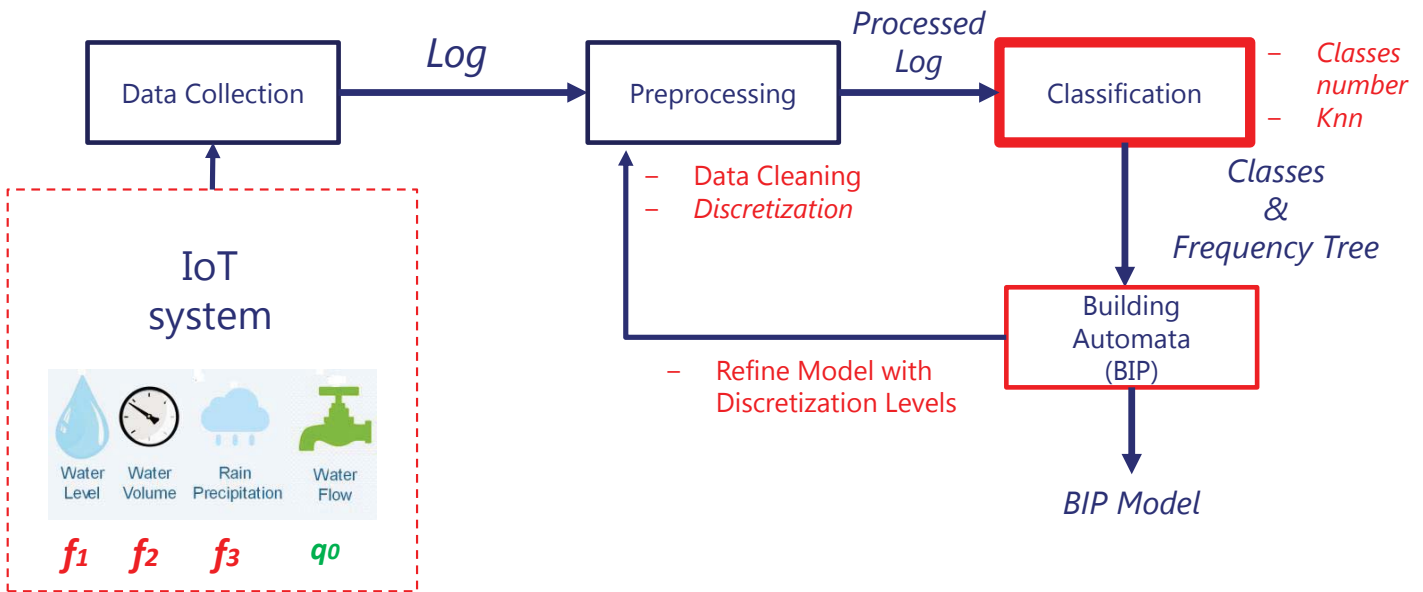 Data Collection
Log
Preprocessing
Processed
Log
Classification
– Classes
number
– Knn
– Data Cleaning
– Discretization
Classes
&
Frequency Tree
IoT
system
Building
Automata
(BIP)
– Refine Model with
Discretization Levels
Water
Level
Water
Volume
Rain
Precipitation
Water
Flow
BIP Model
f1
f2
f3
q0